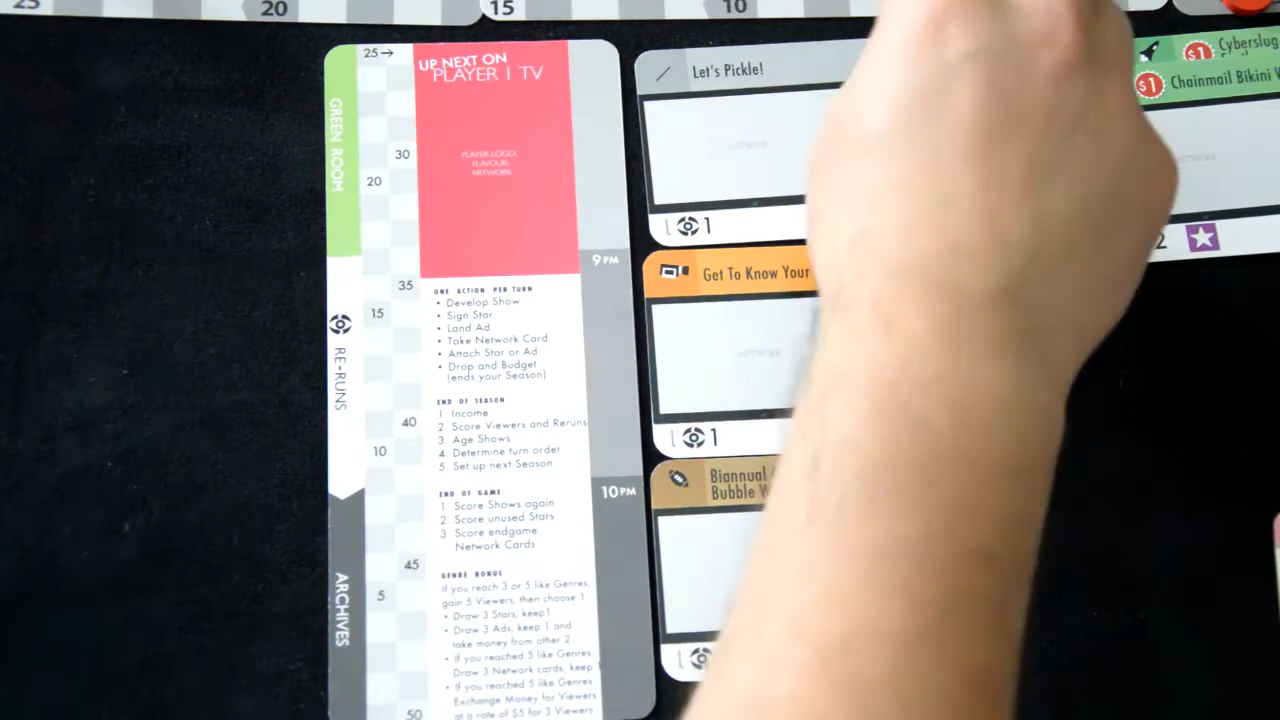 25
20
15
10
25→
UP NEXT ON
PLAYER 1 TV
PLAYER LOGO,
FLAVOUR,
ARTWORK
GREEN ROOM
30
20
9 PM
35
15
ONE ACTION PER TURN
• Develop Show
• Sign Star
• Land Ad
• Take Network Card
• Attach Star or Ad
• Drop and Budget
(ends your Season)
RE-RUNS
END OF SEASON
1. Income
2. Score Viewers and Reruns
3. Age Shows
4. Determine turn order
5. Set up next Season
40
10
10 PM
END OF GAME
1 Score Shows again
2. Score unused Stars
3. Score endgame
Network Cards
45
5
ARCHIVES
GENRE BONUS
If you reach 3 or 5 like Genres,
gain 5 Viewers, then choose 1
• Draw 3 Stars, keep1
• Draw 3 Ads, keep 1 and
take money from other 2
• If you reached 5 like Genres
Draw 3 Network cards, keep
• If you reached 5 like Genres
Exchange Money for Viewers
at a rate of $5 for 3 Viewers
50
Let's Pickle!
1
Get To Know Your
1
Biannual
Bubble W
$1 Cyberslug
$1 Chainmail Bikini W
2